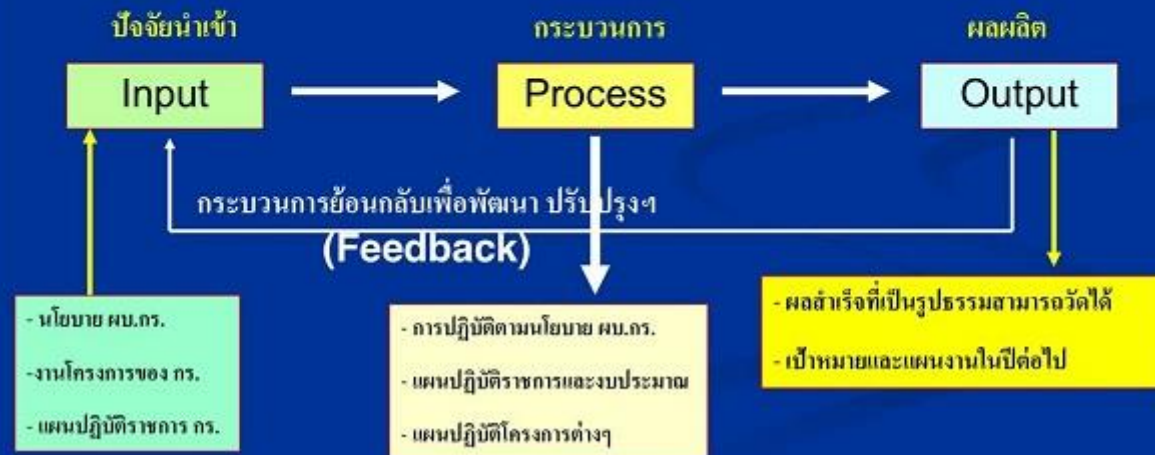 ปัจจัยนำเข้า
กระบวนการ
ผลผลิต
Input
Process
Output
กระบวนการย้อนกลับเพื่อพัฒนา ปรับปรุงฯ
(Feedback)
- นโยบาย ผบ.กร.
-งานโครงการของ กร.
- แผนปฏิบัติราชการ กร.
- การปฏิบัติตามนโยบาย ผบ.กร.
- แผนปฏิบัติราชการและงบประมาณ
- แผนปฏิบัติโครงการต่างๆ
- ผลสำเร็จที่เป็นรูปธรรมสามารถวัดได้
- เป้าหมายและแผนงานในปีต่อไป